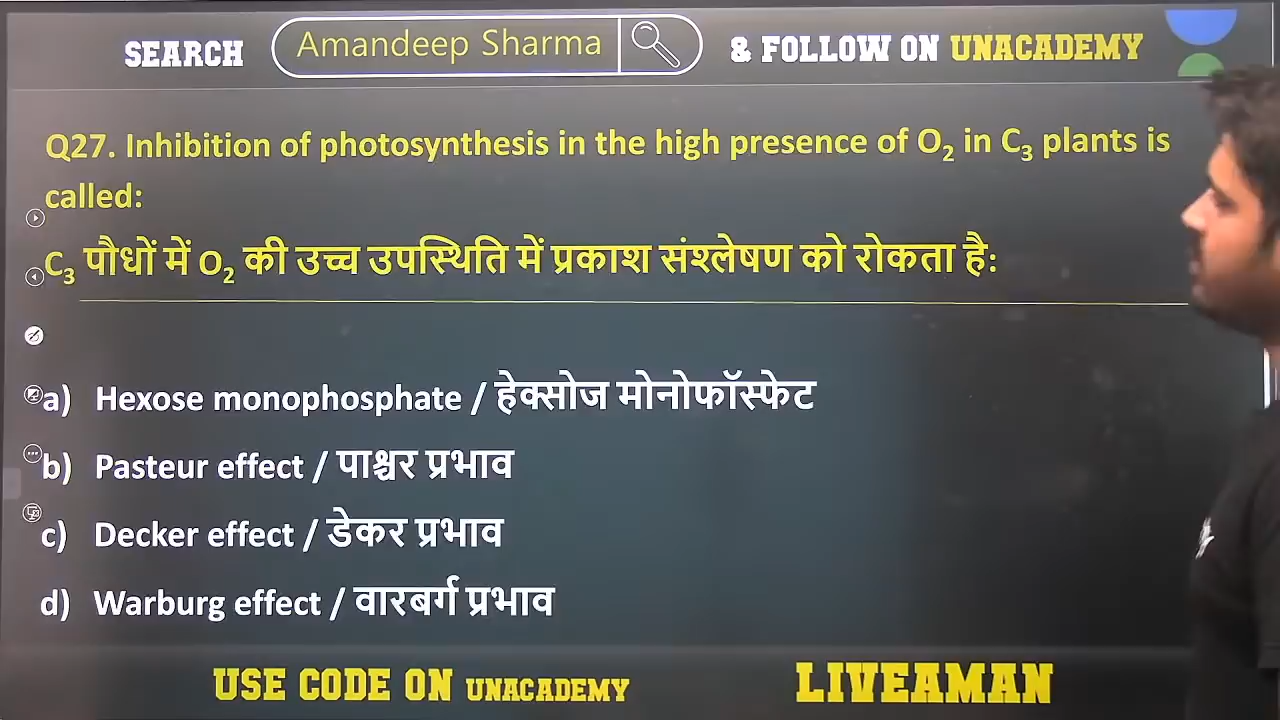 SEARCH Amandeep Sharma & FOLLOW ON UNACADEMY
Q27. Inhibition of photosynthesis in the high presence of O₂ in C₃ plants is
called:
C₃ पौधों में O₂ की उच्च उपस्थिति में प्रकाश संश्लेषण को रोकता है:
a) Hexose monophosphate / हेक्सोज मोनोफॉस्फेट
b) Pasteur effect / पाश्चर प्रभाव
c) Decker effect / डेकर प्रभाव
d) Warburg effect / वारबर्ग प्रभाव
USE CODE ON UNACADEMY LIVEAMAN